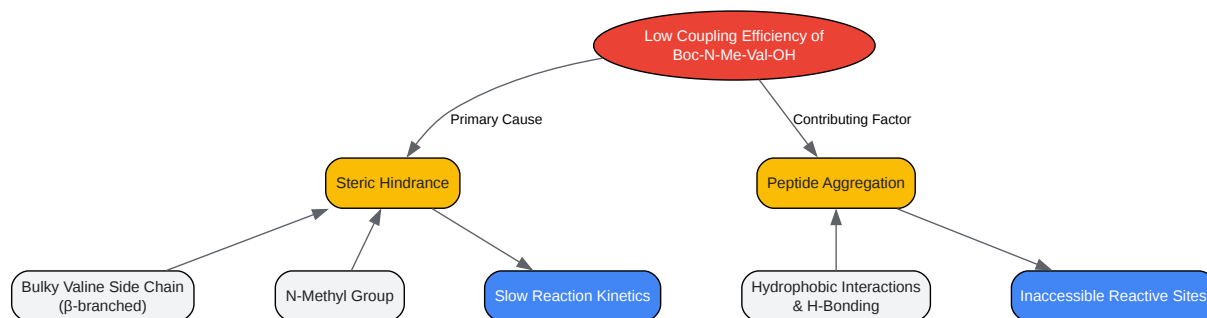 Low Coupling Efficiency of
Boc-N-Me-Val-OH
Primary Cause
Contributing Factor
Steric Hindrance
Peptide Aggregation
Bulky Valine Side Chain
(β-branched)
N-Methyl Group
Slow Reaction Kinetics
Hydrophobic Interactions
& H-Bonding
Inaccessible Reactive Sites